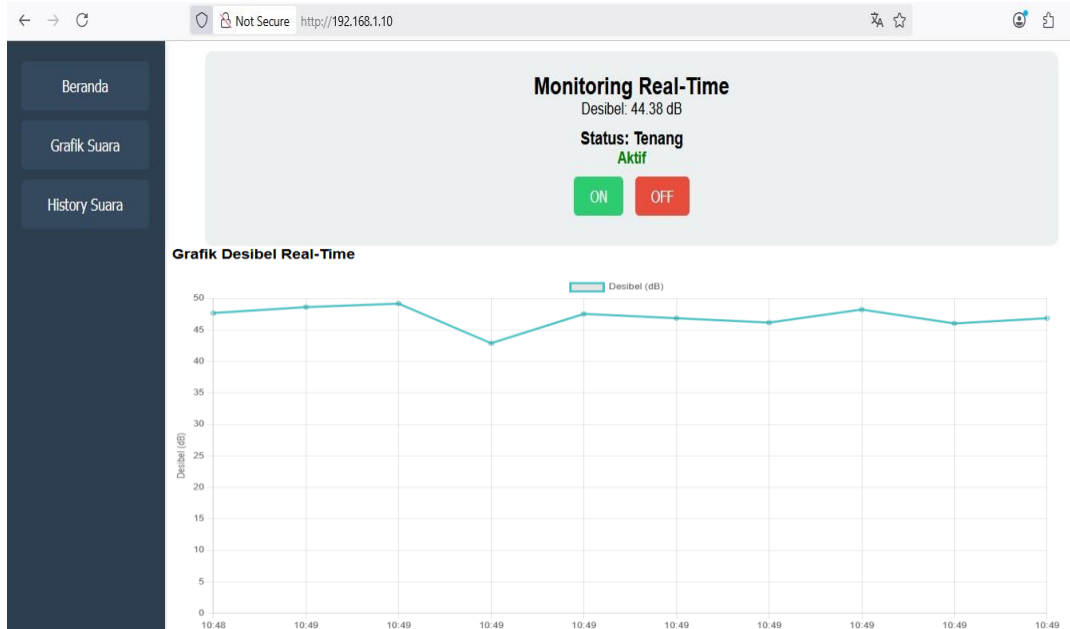 Not Secure http://192.168.1.10
Beranda
Grafik Suara
History Suara
Monitoring Real-Time
Desibel: 44.38 dB
Status: Tenang
Aktif
ON OFF
Grafik Desibel Real-Time
Desibel (dB)
50
45
40
35
30
25
20
15
10
5
0
Desibel (dB)
10:48 10:49 10:49 10:49 10:49 10:49 10:49 10:49 10:49 10:49